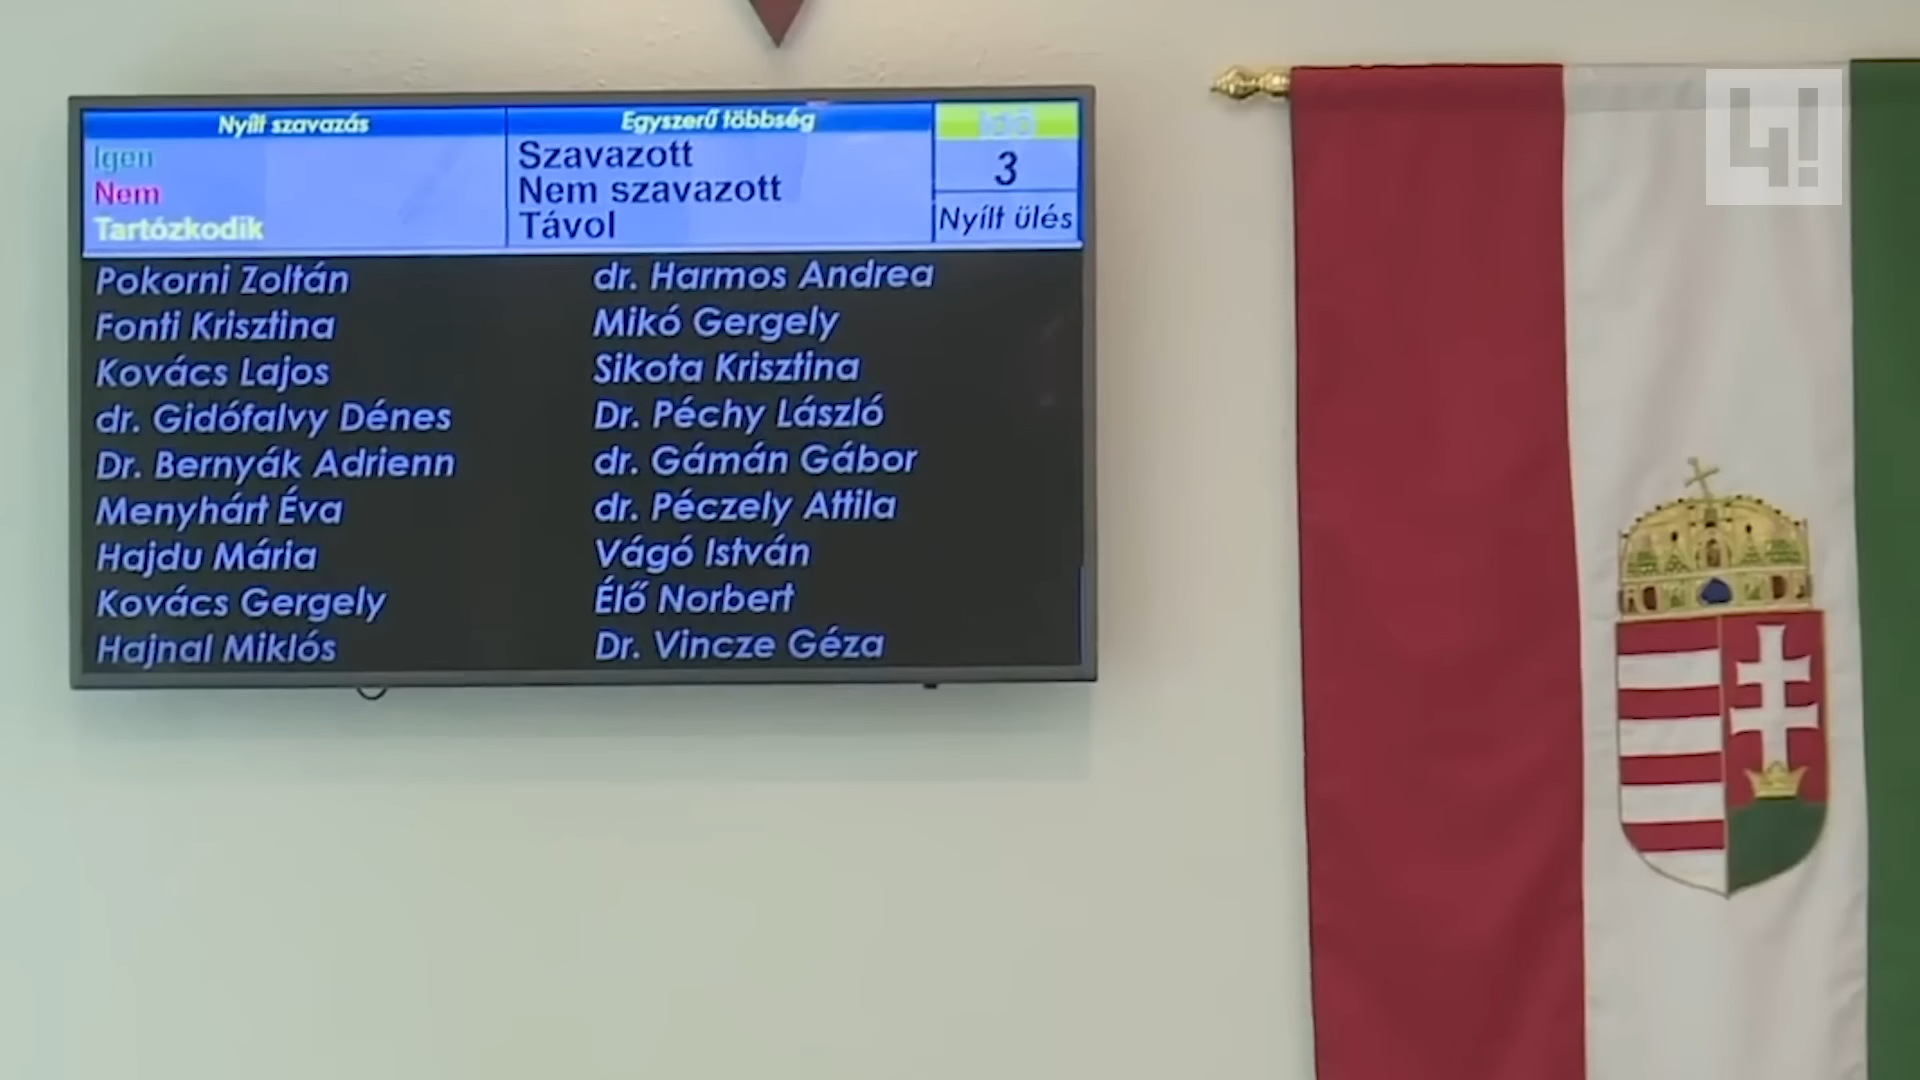 Nyílt szavazás
Egyszerű többség
Idő
Igen
Nem
Tartózkodik
Szavazott
Nem szavazott
Távol
3
Nyílt ülés
Pokorni Zoltán
Fonti Krisztina
Kovács Lajos
dr. Gidófalvy Dénes
Dr. Bernyák Adrienn
Menyhárt Éva
Hajdu Mária
Kovács Gergely
Hajnal Miklós
dr. Harmos Andrea
Mikó Gergely
Sikota Krisztina
Dr. Péchy László
dr. Gámán Gábor
dr. Péczely Attila
Vágó István
Élő Norbert
Dr. Vincze Géza
4!